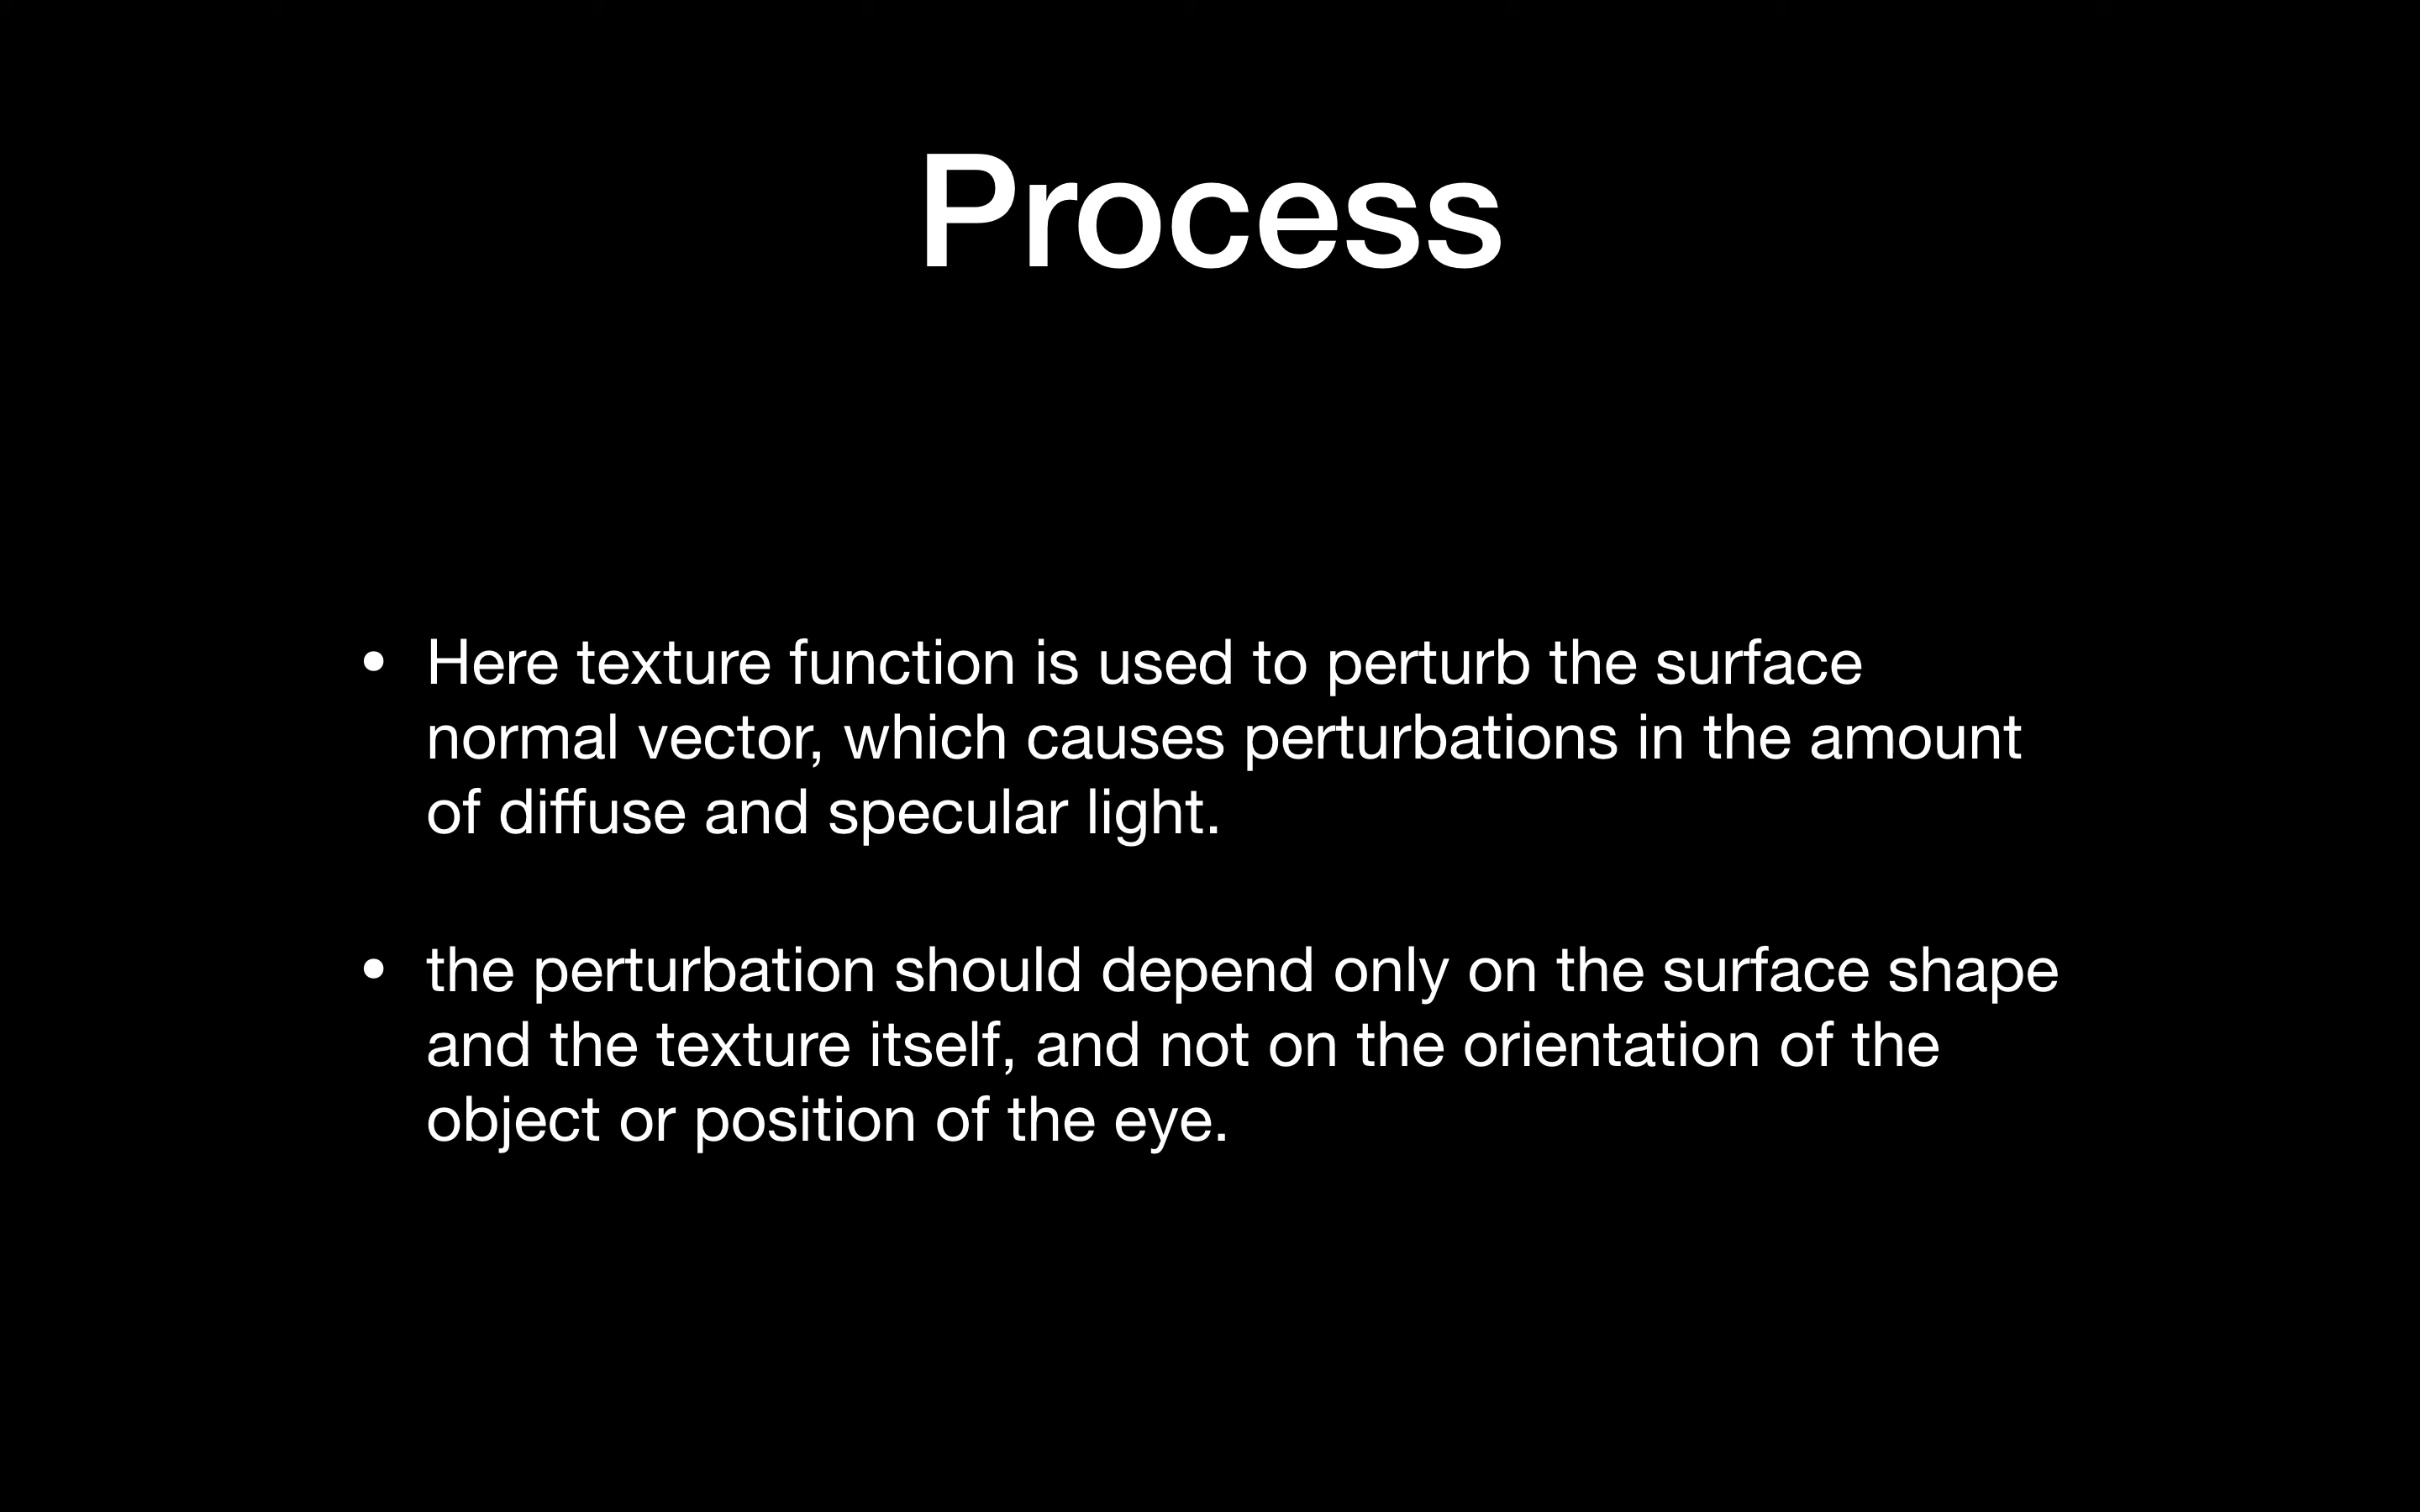 Process
• Here texture function is used to perturb the surface
normal vector, which causes perturbations in the amount
of diffuse and specular light.
• the perturbation should depend only on the surface shape
and the texture itself, and not on the orientation of the
object or position of the eye.